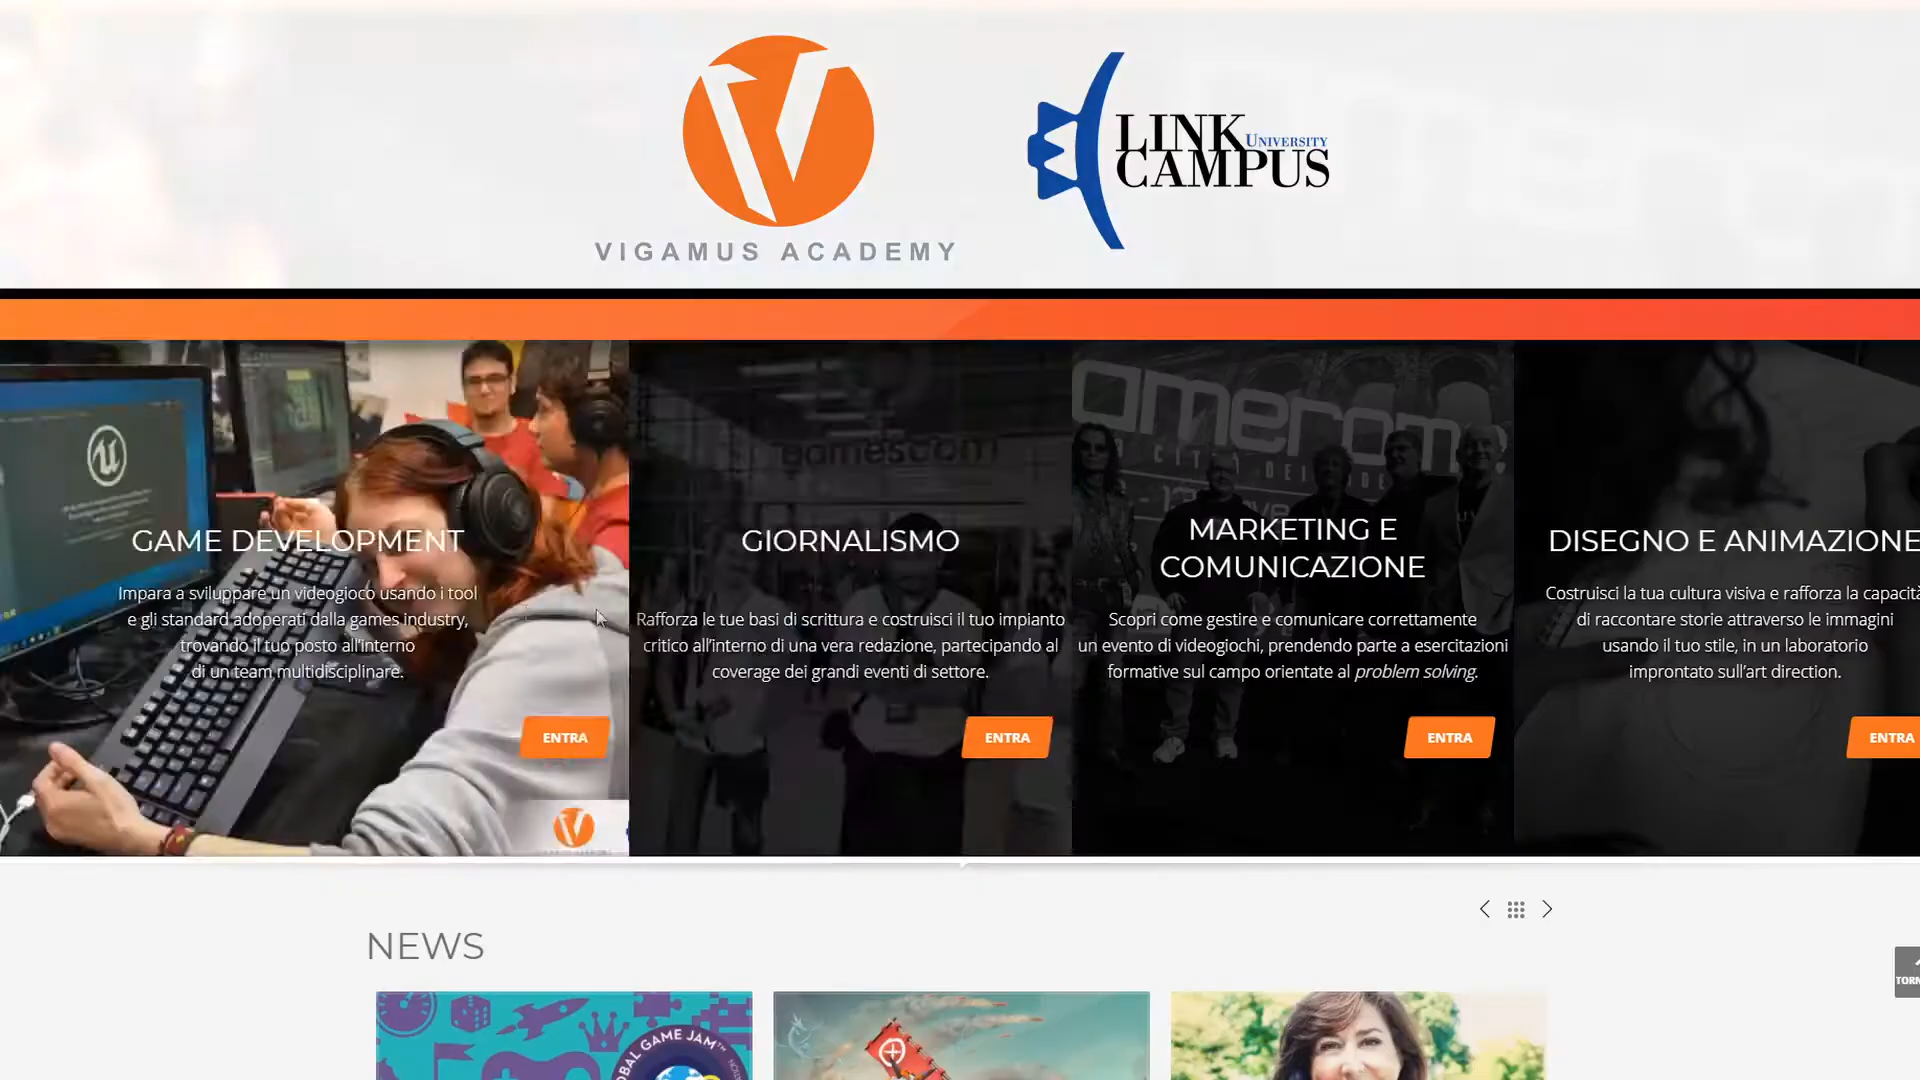 VIGAMUS ACADEMY
LINK
UNIVERSITY
CAMPUS
GAME DEVELOPMENT
Impara a sviluppare un videogioco usando i tool
e gli standard adoperati dalla games industry,
trovando il tuo posto all'interno
di un team multidisciplinare.
ENTRA
gamescom
GIORNALISMO
Rafforza le tue basi di scrittura e costruisci il tuo impianto
critico all'interno di una vera redazione, partecipando al
coverage dei grandi eventi di settore.
ENTRA
amerome
MARKETING E
COMUNICAZIONE
Scopri come gestire e comunicare correttamente
un evento di videogiochi, prendendo parte a esercitazioni
formative sul campo orientate al problem solving.
ENTRA
DISEGNO E ANIMAZIONE
Costruisci la tua cultura visiva e rafforza la capacità
di raccontare storie attraverso le immagini
usando il tuo stile, in un laboratorio
improntato sull'art direction.
ENTRA
NEWS
TORN
BAL GAME JAM™